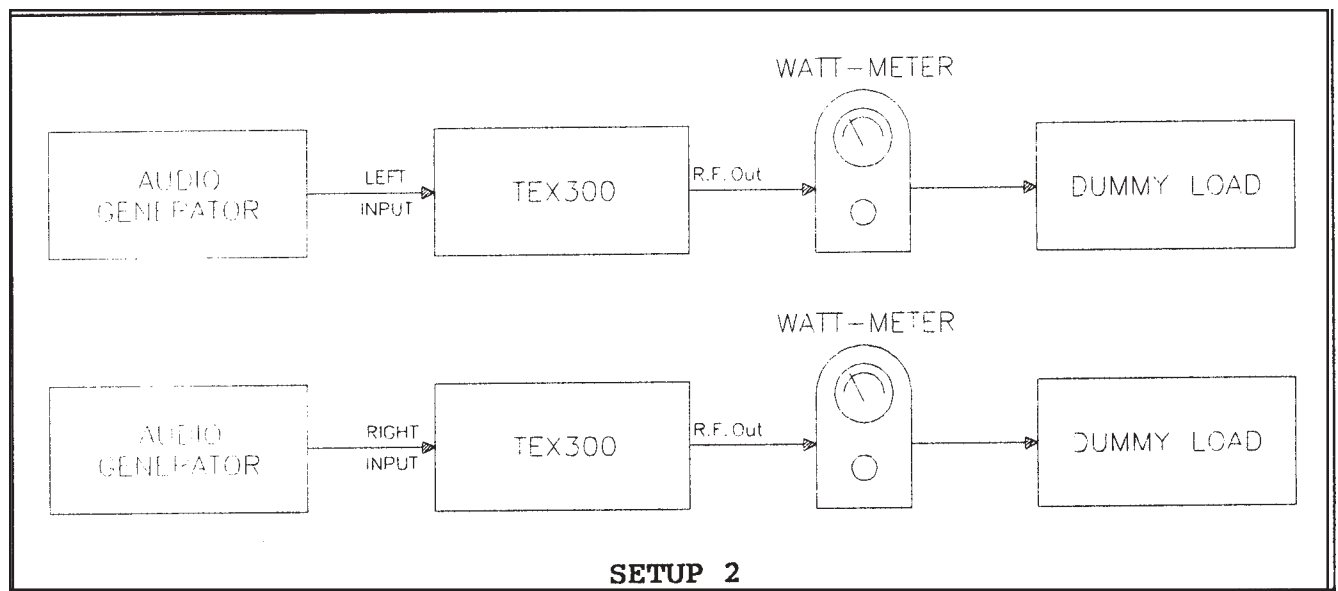 WATT-METER
AUDIO
GENERATOR
LEFT
INPUT
TEX300
R.F. Out
DUMMY LOAD
WATT-METER
AUDIO
GENERATOR
RIGHT
INPUT
TEX300
R.F. Out
DUMMY LOAD
SETUP 2